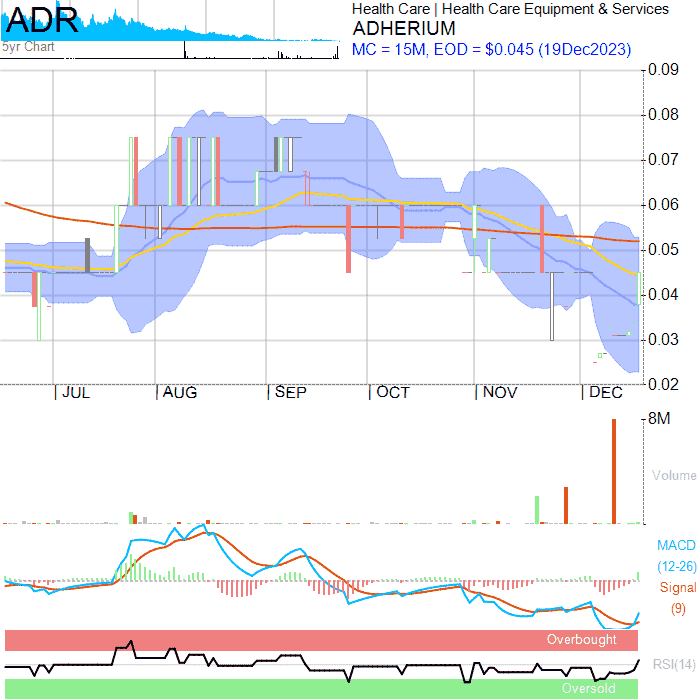 ADR
5yr Chart
Health Care | Health Care Equipment & Services
ADHERIUM
MC = 15M, EOD = $0.045 (19Dec2023)
0.09
0.08
0.07
0.06
0.05
0.04
0.03
0.02
JUL AUG SEP OCT NOV DEC
8M
Volume
MACD
(12-26)
Signal
(9)
Overbought
RSI(14)
Oversold